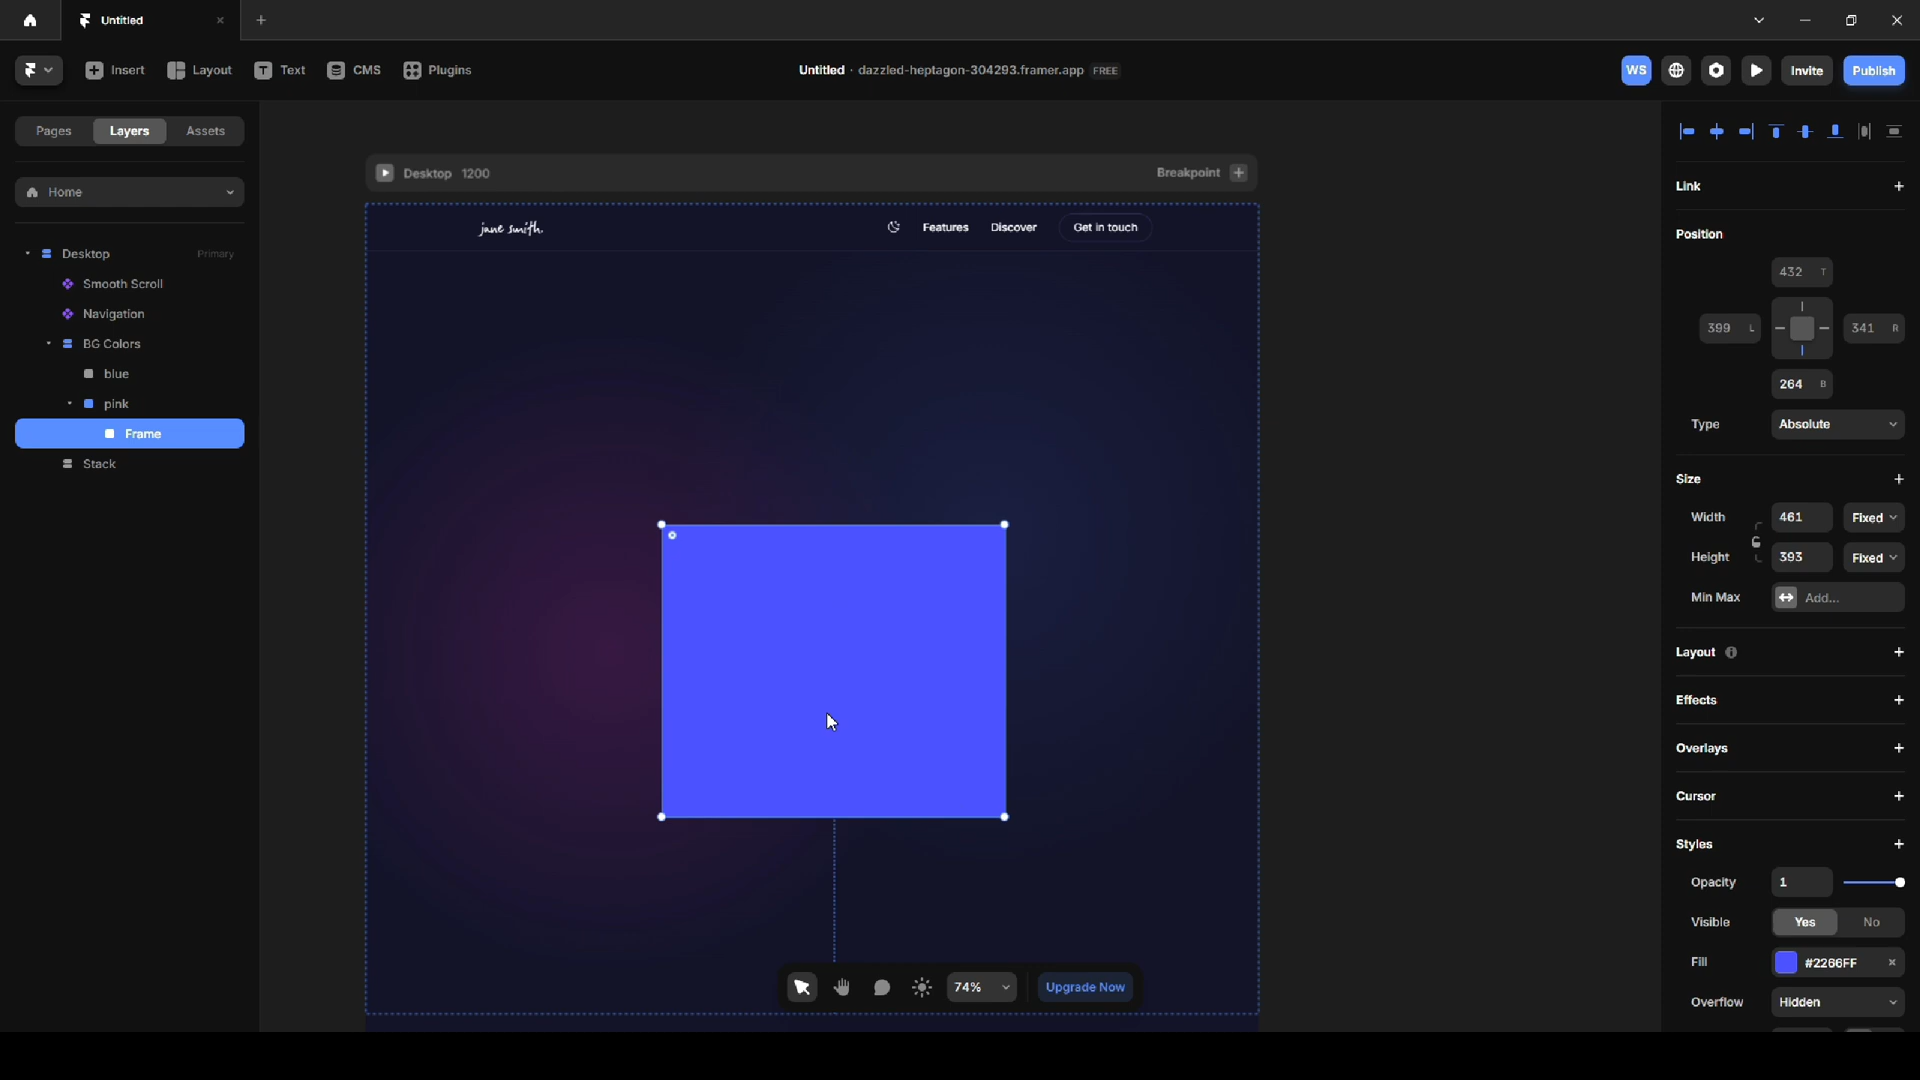 Untitled
Insert
Layout
Text
CMS
Plugins
Untitled · dazzled-heptagon-304293.framer.app FREE
WS
Invite
Publish
Pages
Layers
Assets
Home
Desktop Primary
Smooth Scroll
Navigation
BG Colors
blue
pink
Frame
Stack
Desktop 1200
Breakpoint
jane smith.
Features
Discover
Get in touch
74%
Upgrade Now
Link
Position
432 T
399 L
341 R
264 B
Type Absolute
Size
Width 461 Fixed
Height 393 Fixed
Min Max Add...
Layout
Effects
Overlays
Cursor
Styles
Opacity 1
Visible Yes No
Fill #2266FF
Overflow Hidden